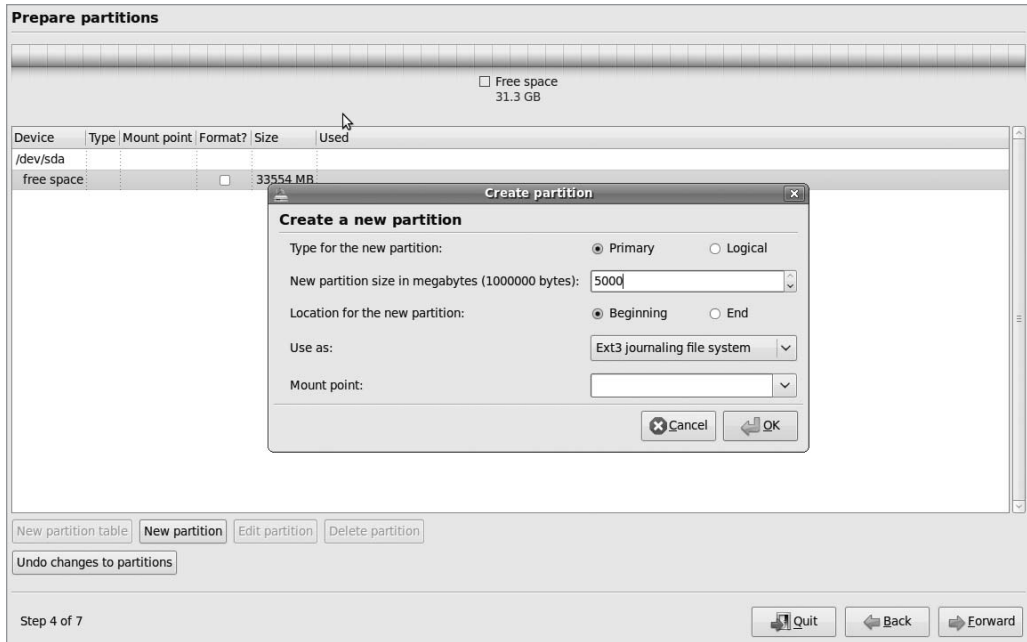 Prepare partitions
Free space
31.3 GB
Device Type Mount point Format? Size Used
/dev/sda
free space 33554 MB
Create partition
Create a new partition
Type for the new partition: Primary Logical
New partition size in megabytes (1000000 bytes): 5000
Location for the new partition: Beginning End
Use as: Ext3 journaling file system
Mount point:
Cancel OK
New partition table New partition Edit partition Delete partition
Undo changes to partitions
Step 4 of 7 Quit Back Forward